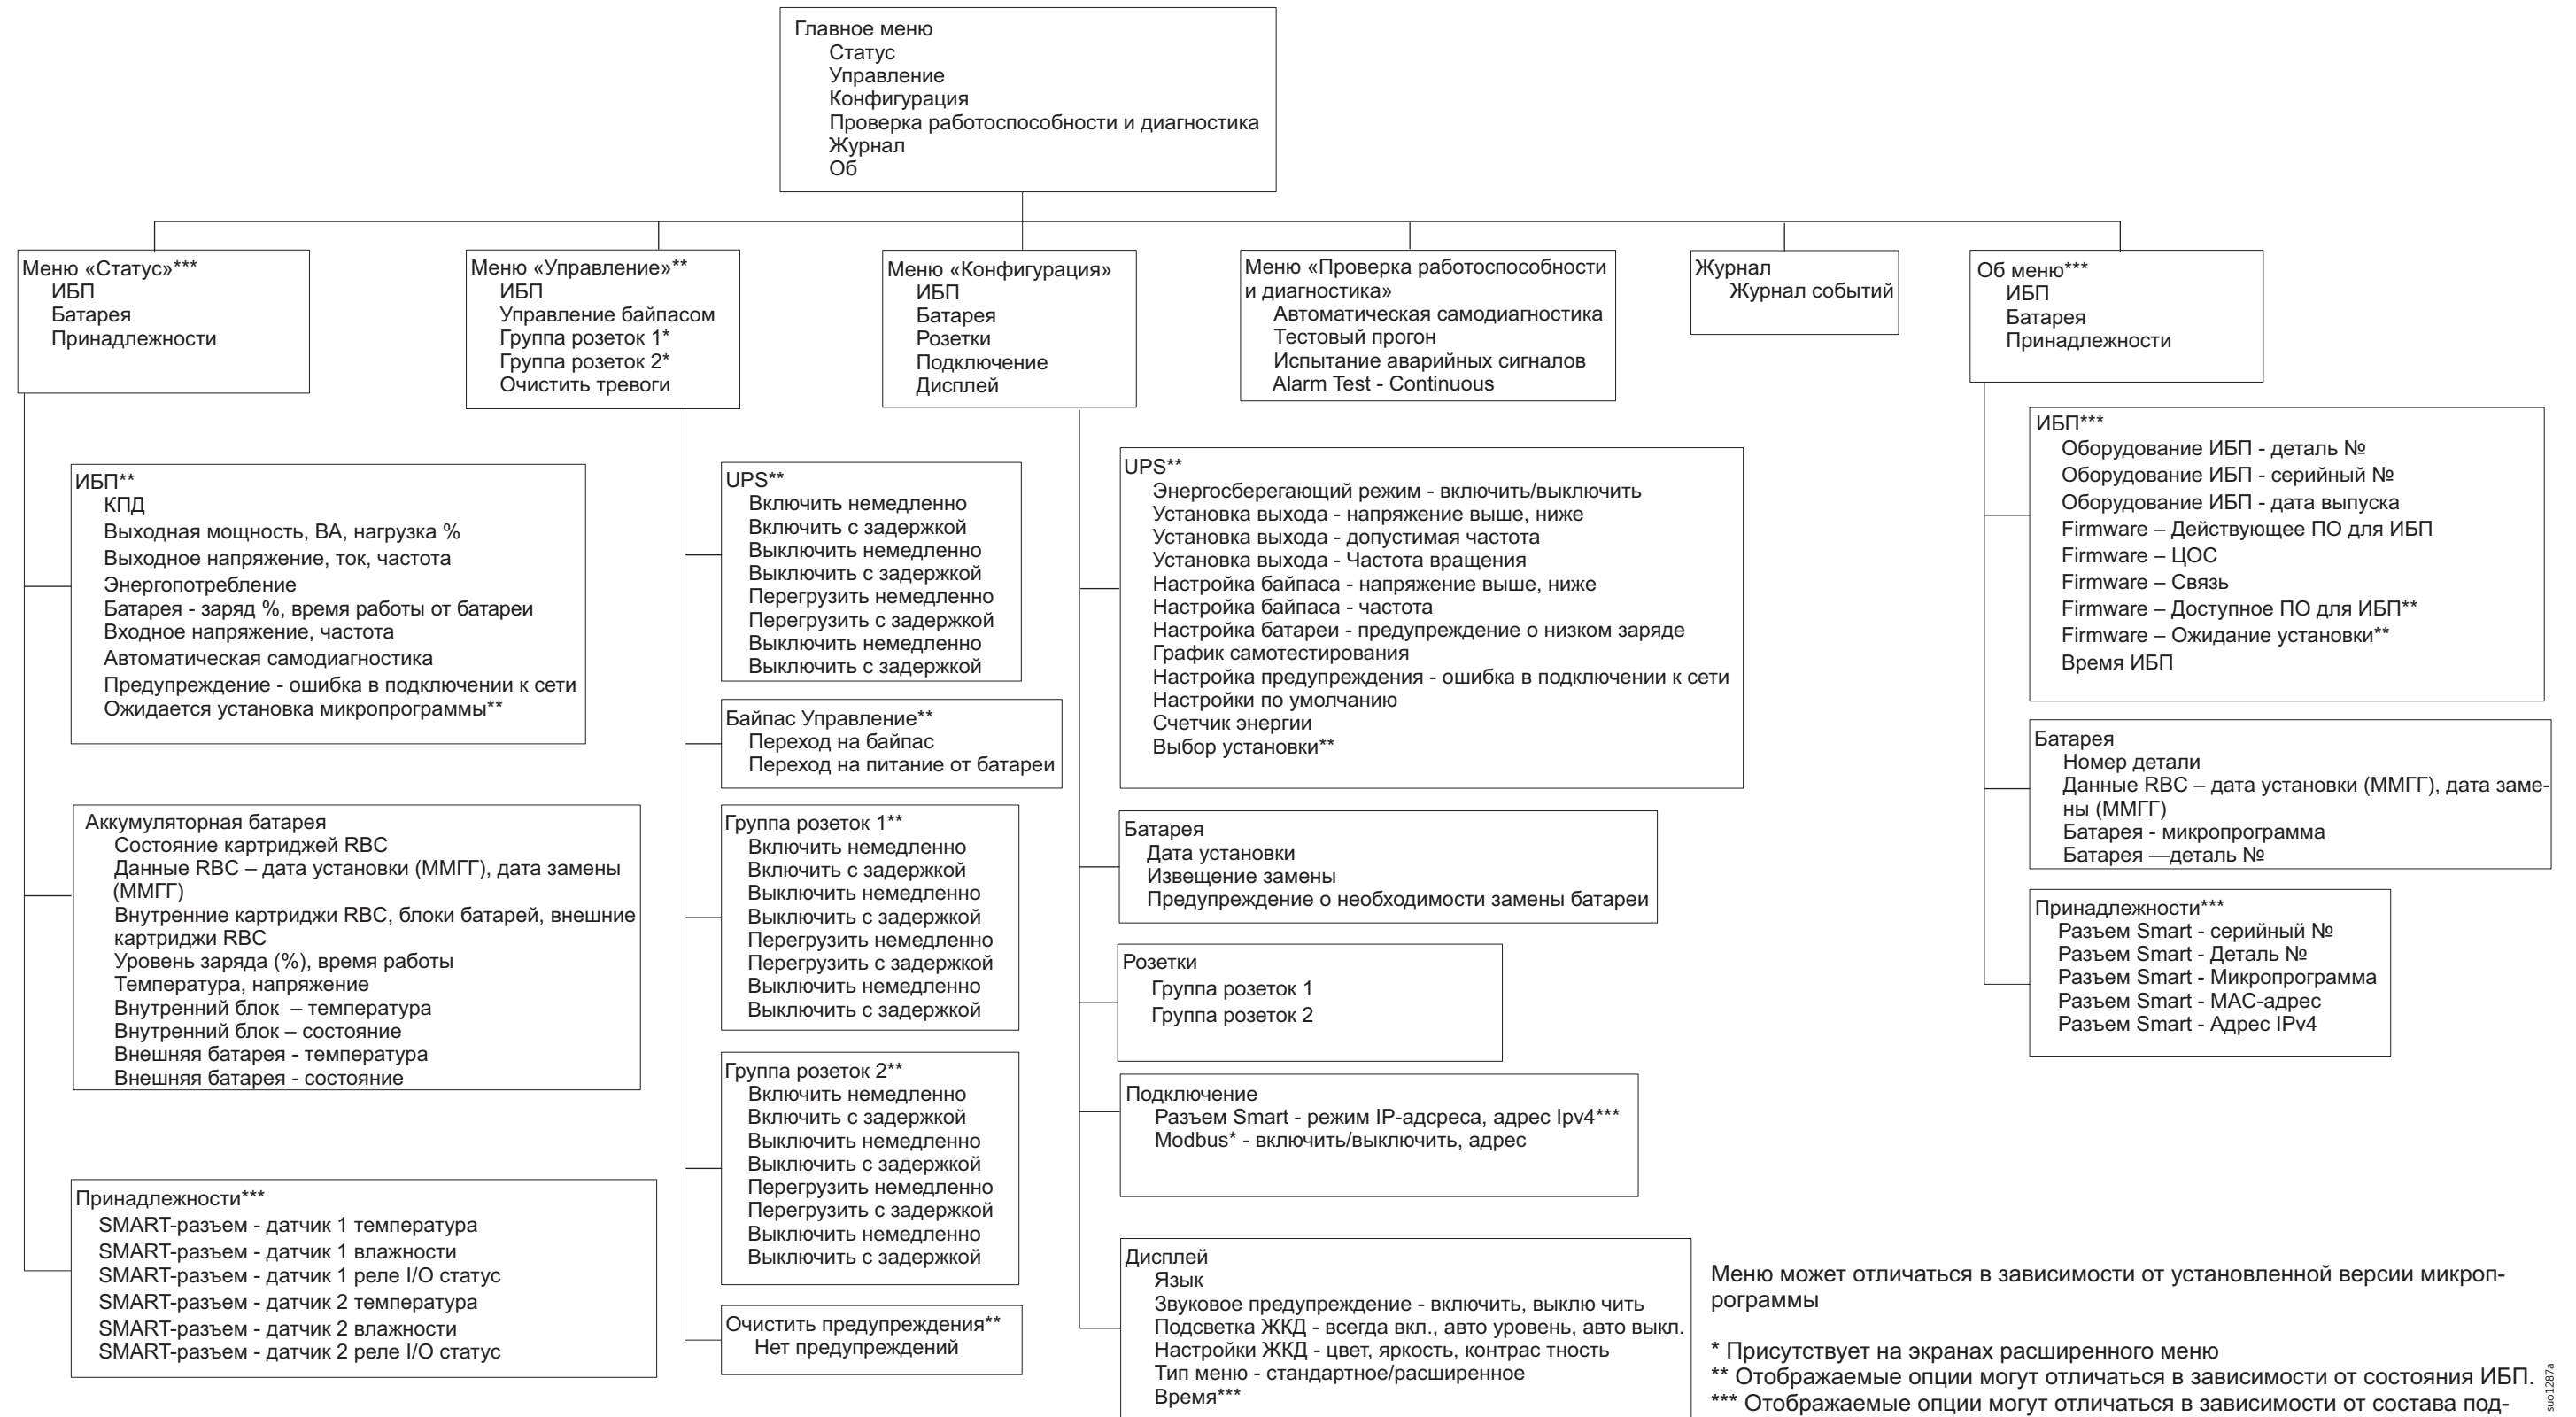 Главное меню
Статус
Управление
Конфигурация
Проверка работоспособности и диагностика
Журнал
Об
Меню «Статус»***
ИБП
Батарея
Принадлежности
Меню «Управление»**
ИБП
Управление байпасом
Группа розеток 1*
Группа розеток 2*
Очистить тревоги
Меню «Конфигурация»
ИБП
Батарея
Розетки
Подключение
Дисплей
Меню «Проверка работоспособности
и диагностика»
Автоматическая самодиагностика
Тестовый прогон
Испытание аварийных сигналов
Alarm Test - Continuous
Журнал
Журнал событий
Об меню***
ИБП
Батарея
Принадлежности
ИБП**
КПД
Выходная мощность, ВА, нагрузка %
Выходное напряжение, ток, частота
Энергопотребление
Батарея - заряд %, время работы от батареи
Входное напряжение, частота
Автоматическая самодиагностика
Предупреждение - ошибка в подключении к сети
Ожидается установка микропрограммы**
Аккумуляторная батарея
Состояние картриджей RBC
Данные RBC – дата установки (ММГГ), дата замены
(ММГГ)
Внутренние картриджи RBC, блоки батарей, внешние
картриджи RBC
Уровень заряда (%), время работы
Температура, напряжение
Внутренний блок – температура
Внутренний блок – состояние
Внешняя батарея - температура
Внешняя батарея - состояние
Принадлежности***
SMART-разъем - датчик 1 температура
SMART-разъем - датчик 1 влажности
SMART-разъем - датчик 1 реле I/O статус
SMART-разъем - датчик 2 температура
SMART-разъем - датчик 2 влажности
SMART-разъем - датчик 2 реле I/O статус
UPS**
Включить немедленно
Включить с задержкой
Выключить немедленно
Выключить с задержкой
Перегрузить немедленно
Перегрузить с задержкой
Выключить немедленно
Выключить с задержкой
Байпас Управление**
Переход на байпас
Переход на питание от батареи
Группа розеток 1**
Включить немедленно
Включить с задержкой
Выключить немедленно
Выключить с задержкой
Перегрузить немедленно
Перегрузить с задержкой
Выключить немедленно
Выключить с задержкой
Группа розеток 2**
Включить немедленно
Включить с задержкой
Выключить немедленно
Выключить с задержкой
Перегрузить немедленно
Перегрузить с задержкой
Выключить немедленно
Выключить с задержкой
Очистить предупреждения**
Нет предупреждений
UPS**
Энергосберегающий режим - включить/выключить
Установка выхода - напряжение выше, ниже
Установка выхода - допустимая частота
Установка выхода - Частота вращения
Настройка байпаса - напряжение выше, ниже
Настройка байпаса - частота
Настройка батареи - предупреждение о низком заряде
График самотестирования
Настройка предупреждения - ошибка в подключении к сети
Настройки по умолчанию
Счетчик энергии
Выбор установки**
Батарея
Дата установки
Извещение замены
Предупреждение о необходимости замены батареи
Розетки
Группа розеток 1
Группа розеток 2
Подключение
Разъем Smart - режим IP-адсреса, адрес Ipv4***
Modbus* - включить/выключить, адрес
Дисплей
Язык
Звуковое предупреждение - включить, выклю чить
Подсветка ЖКД - всегда вкл., авто уровень, авто выкл.
Настройки ЖКД - цвет, яркость, контрас тность
Тип меню - стандартное/расширенное
Время***
ИБП***
Оборудование ИБП - деталь №
Оборудование ИБП - серийный №
Оборудование ИБП - дата выпуска
Firmware – Действующее ПО для ИБП
Firmware – ЦОС
Firmware – Связь
Firmware – Доступное ПО для ИБП**
Firmware – Ожидание установки**
Время ИБП
Батарея
Номер детали
Данные RBC – дата установки (ММГГ), дата заме-
ны (ММГГ)
Батарея - микропрограмма
Батарея —деталь №
Принадлежности***
Разъем Smart - серийный №
Разъем Smart - Деталь №
Разъем Smart - Микропрограмма
Разъем Smart - MAC-адрес
Разъем Smart - Адрес IPv4
Меню может отличаться в зависимости от установленной версии микроп-
рограммы
* Присутствует на экранах расширенного меню
** Отображаемые опции могут отличаться в зависимости от состояния ИБП.
*** Отображаемые опции могут отличаться в зависимости от состава под-
suo1287a